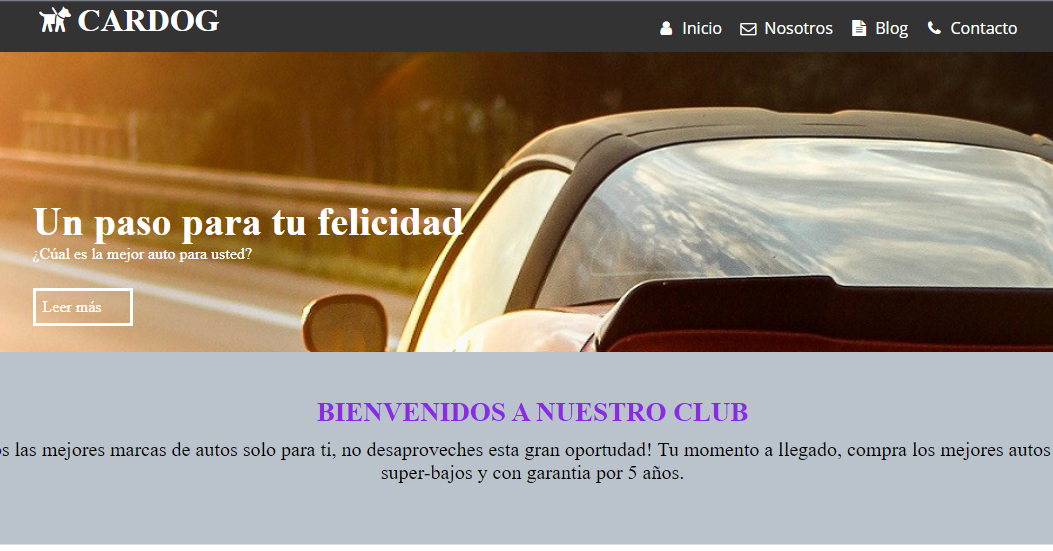 CARDOG
Inicio Nosotros Blog Contacto
Un paso para tu felicidad
¿Cúal es la mejor auto para usted?
Leer más
BIENVENIDOS A NUESTRO CLUB
las mejores marcas de autos solo para ti, no desaproveches esta gran oportudad! Tu momento a llegado, compra los mejores autos
super-bajos y con garantia por 5 años.